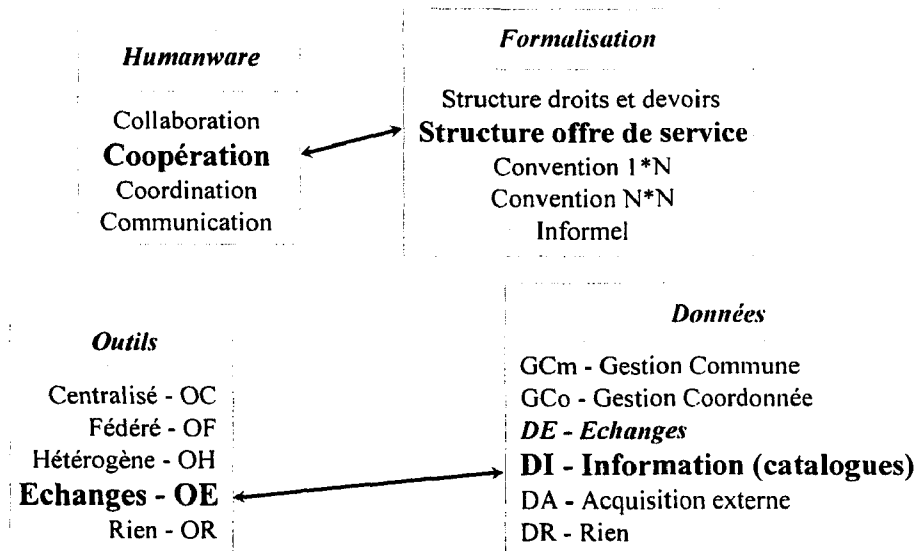 Humanware
Collaboration
Coopération
Coordination
Communication
Formalisation
Structure droits et devoirs
Structure offre de service
Convention 1*N
Convention N*N
Informel
Outils
Centralisé - OC
Fédéré - OF
Hétérogène - OH
Echanges - OE
Rien - OR
Données
GCm - Gestion Commune
GCo - Gestion Coordonnée
DE - Echanges
DI - Information (catalogues)
DA - Acquisition externe
DR - Rien